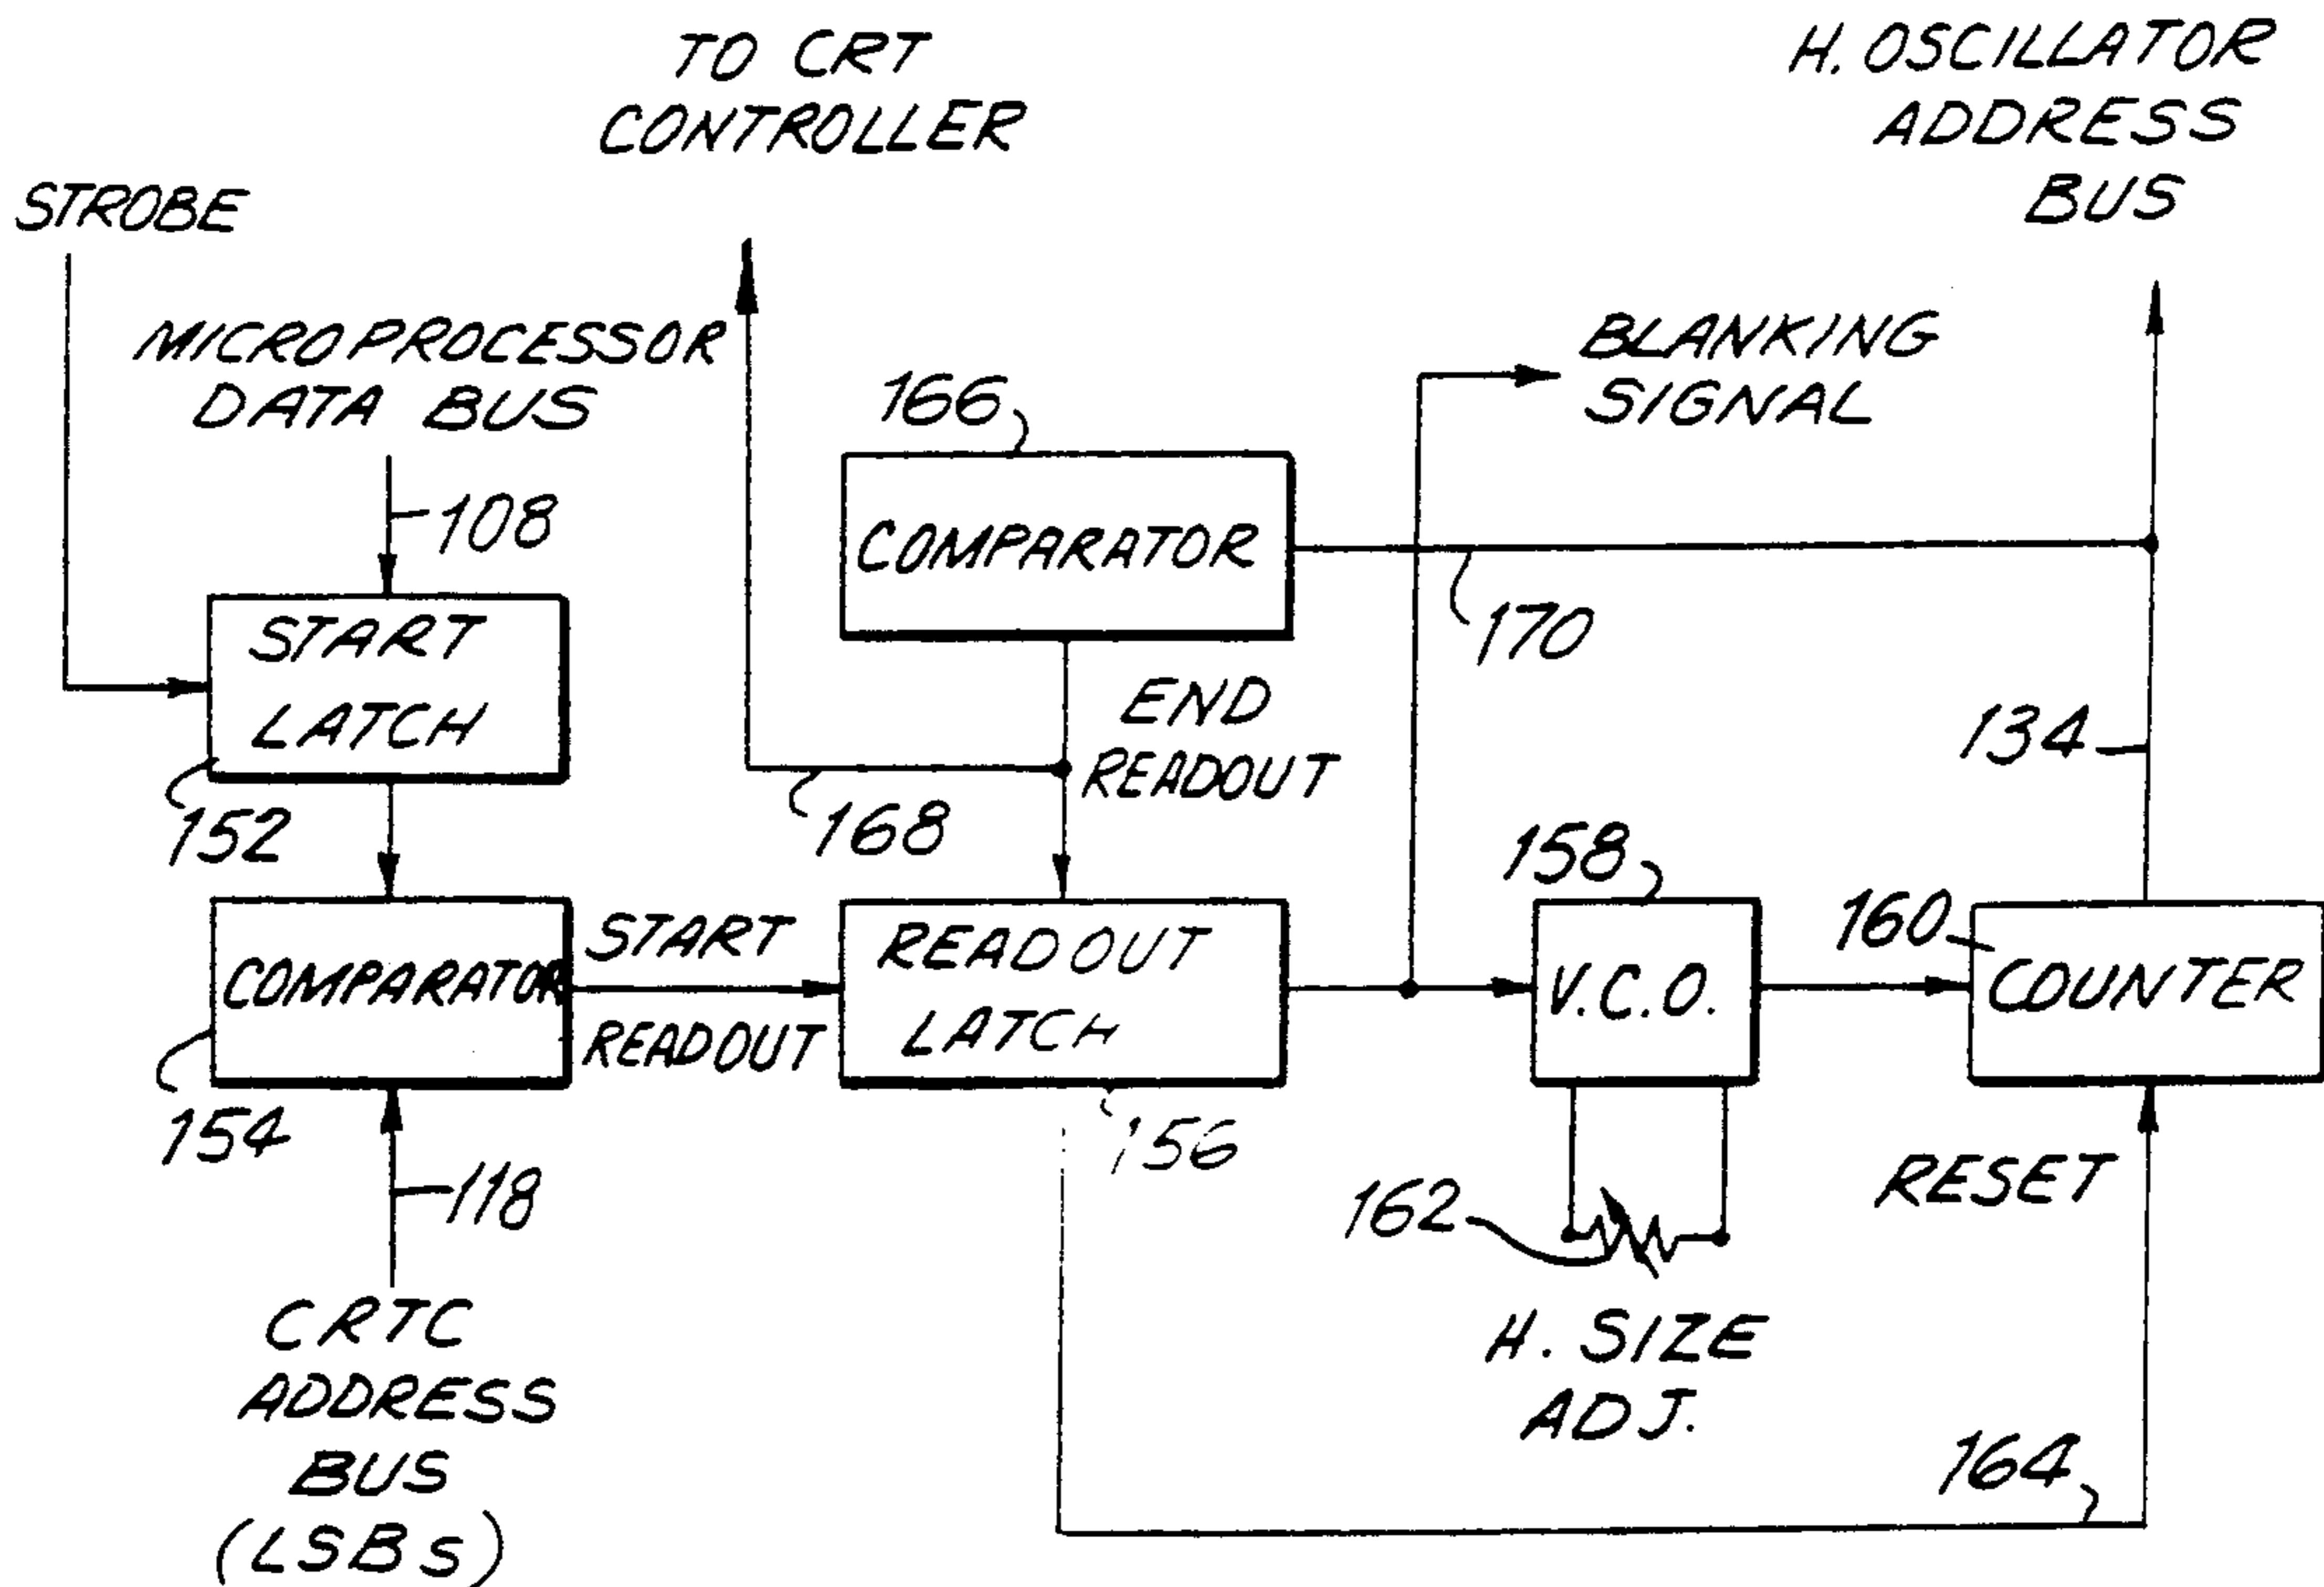 TO CRT
CONTROLLER
H. OSCILLATOR
ADDRESS
BUS
STROBE
MICROPROCESSOR
DATA BUS
108
BLANKING
SIGNAL
166
COMPARATOR
170
START
LATCH
152
END
READOUT
168
134
158
160
COMPARATOR
START
READOUT
READOUT
LATCH
V.C.O.
COUNTER
154
118
156
162
RESET
H. SIZE
ADJ.
164
CRTC
ADDRESS
BUS
(LSBs)